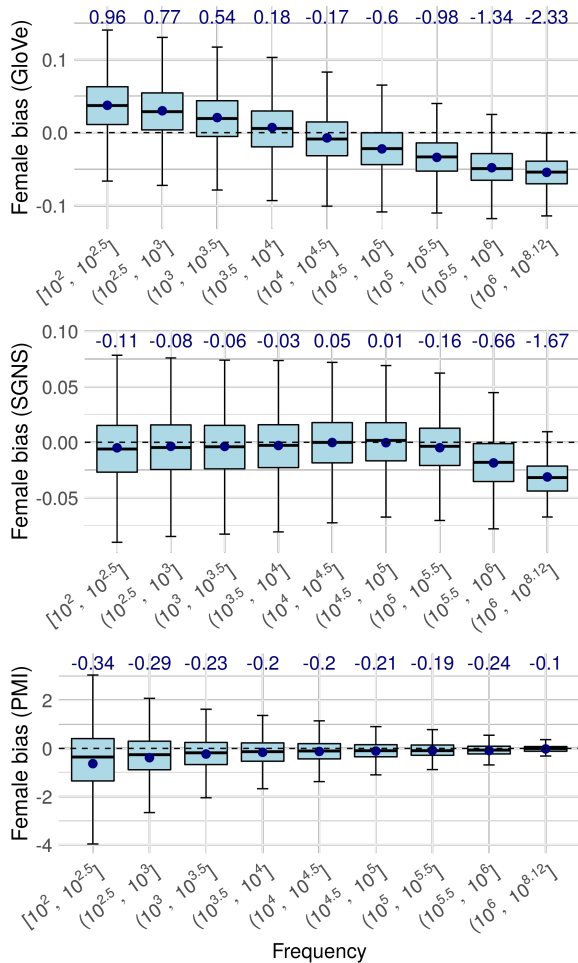 0.96 0.77 0.54 0.18 -0.17 -0.6 -0.98 -1.34 -2.33
Female bias (GloVe)
0.1
0.0
-0.1
[10^2, 10^2.5] (10^2.5, 10^3] (10^3, 10^3.5] (10^3.5, 10^4] (10^4, 10^4.5] (10^4.5, 10^5] (10^5, 10^5.5] (10^5.5, 10^6] (10^6, 10^8.12]
-0.11 -0.08 -0.06 -0.03 0.05 0.01 -0.16 -0.66 -1.67
Female bias (SGNS)
0.10
0.05
0.00
-0.05
[10^2, 10^2.5] (10^2.5, 10^3] (10^3, 10^3.5] (10^3.5, 10^4] (10^4, 10^4.5] (10^4.5, 10^5] (10^5, 10^5.5] (10^5.5, 10^6] (10^6, 10^8.12]
-0.34 -0.29 -0.23 -0.2 -0.2 -0.21 -0.19 -0.24 -0.1
Female bias (PMI)
2
0
-2
-4
[10^2, 10^2.5] (10^2.5, 10^3] (10^3, 10^3.5] (10^3.5, 10^4] (10^4, 10^4.5] (10^4.5, 10^5] (10^5, 10^5.5] (10^5.5, 10^6] (10^6, 10^8.12]
Frequency